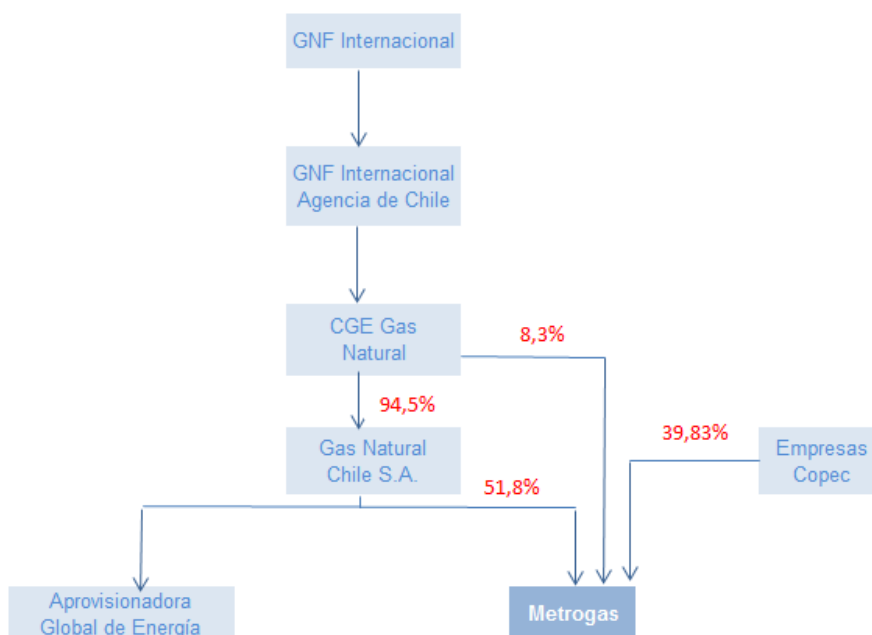 GNF Internacional
GNF Internacional
Agencia de Chile
CGE Gas
Natural
8,3%
94,5%
39,83%
Gas Natural
Chile S.A.
Empresas
Copec
51,8%
Aprovisionadora
Global de Energía
Metrogas